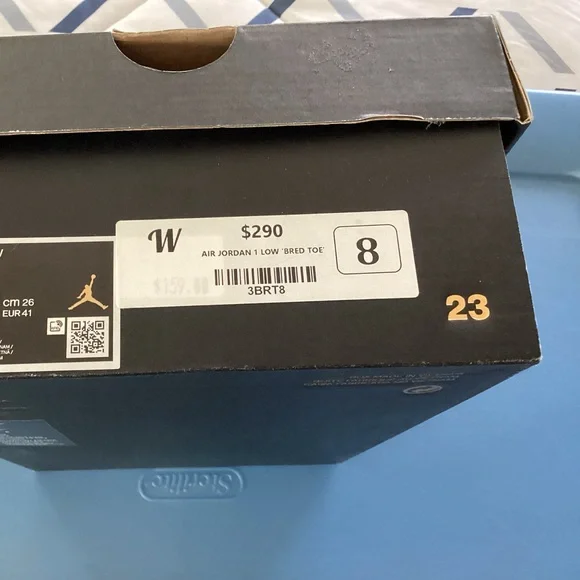 W
$290
AIR JORDAN 1 LOW 'BRED TOE'
8
3BRT8
cm 26
EUR 41
23
Sterilite